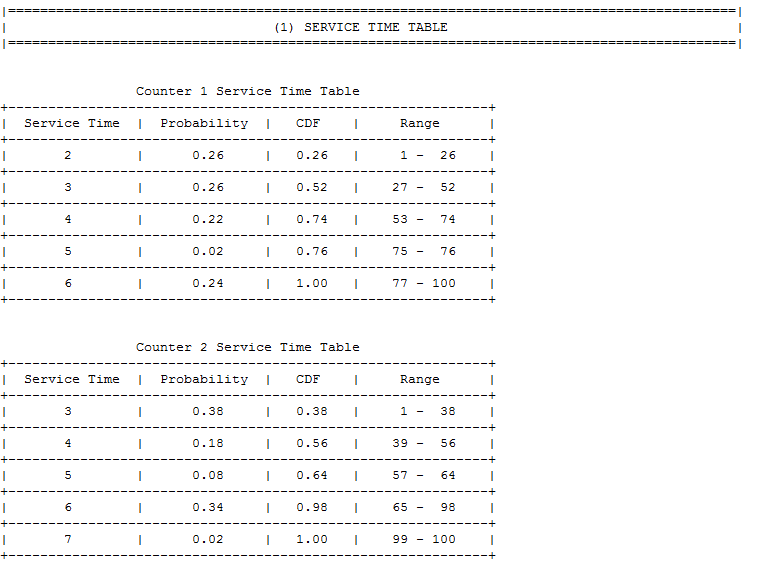 |===========================================================================================|
| (1) SERVICE TIME TABLE |
|===========================================================================================|
Counter 1 Service Time Table
+------------------------------------------------------------+
| Service Time | Probability | CDF | Range |
+------------------------------------------------------------+
| 2 | 0.26 | 0.26 | 1 - 26 |
+------------------------------------------------------------+
| 3 | 0.26 | 0.52 | 27 - 52 |
+------------------------------------------------------------+
| 4 | 0.22 | 0.74 | 53 - 74 |
+------------------------------------------------------------+
| 5 | 0.02 | 0.76 | 75 - 76 |
+------------------------------------------------------------+
| 6 | 0.24 | 1.00 | 77 - 100 |
+------------------------------------------------------------+
Counter 2 Service Time Table
+------------------------------------------------------------+
| Service Time | Probability | CDF | Range |
+------------------------------------------------------------+
| 3 | 0.38 | 0.38 | 1 - 38 |
+------------------------------------------------------------+
| 4 | 0.18 | 0.56 | 39 - 56 |
+------------------------------------------------------------+
| 5 | 0.08 | 0.64 | 57 - 64 |
+------------------------------------------------------------+
| 6 | 0.34 | 0.98 | 65 - 98 |
+------------------------------------------------------------+
| 7 | 0.02 | 1.00 | 99 - 100 |
+------------------------------------------------------------+